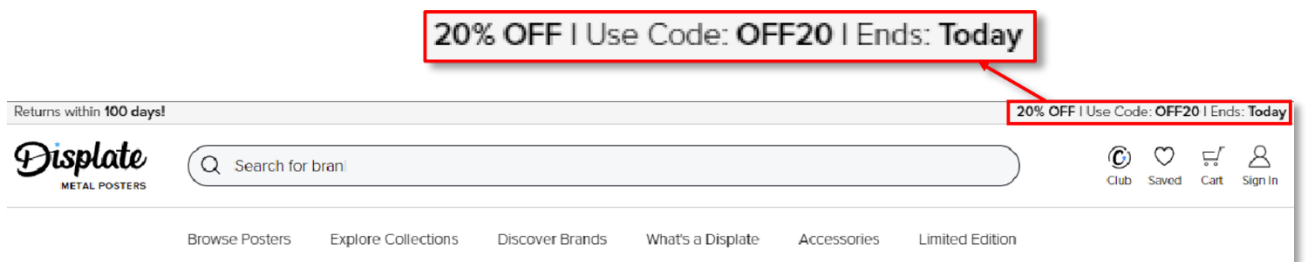 20% OFF | Use Code: OFF20 | Ends: Today
Returns within 100 days!
20% OFF | Use Code: OFF20 | Ends: Today
Displate
METAL POSTERS
Search for bran
Club Saved Cart Sign In
Browse Posters Explore Collections Discover Brands What's a Displate Accessories Limited Edition